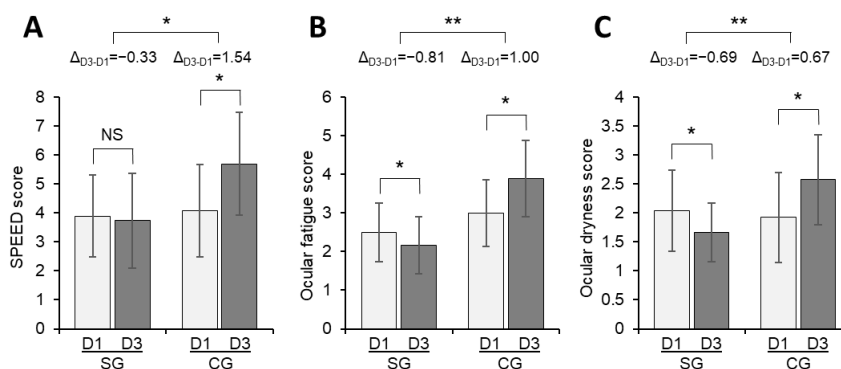 A
*
ΔD3-D1=−0.33 ΔD3-D1=1.54
SPEED score
8
7
6
5
4
3
2
1
0
NS
*
D1 D3 D1 D3
SG CG
B
**
ΔD3-D1=−0.81 ΔD3-D1=1.00
Ocular fatigue score
6
5
4
3
2
1
0
*
*
D1 D3 D1 D3
SG CG
C
**
ΔD3-D1=−0.69 ΔD3-D1=0.67
Ocular dryness score
4
3.5
3
2.5
2
1.5
1
0.5
0
*
*
D1 D3 D1 D3
SG CG